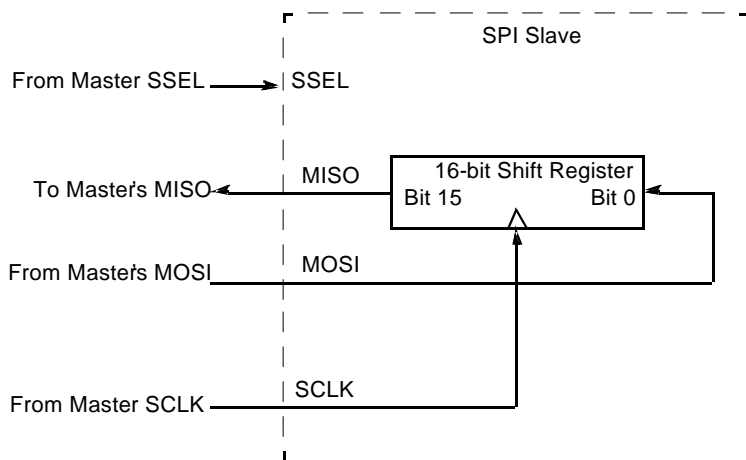 SPI Slave
From Master SSEL
SSEL
16-bit Shift Register
To Master's MISO
MISO
Bit 15
Bit 0
From Master's MOSI
MOSI
From Master SCLK
SCLK